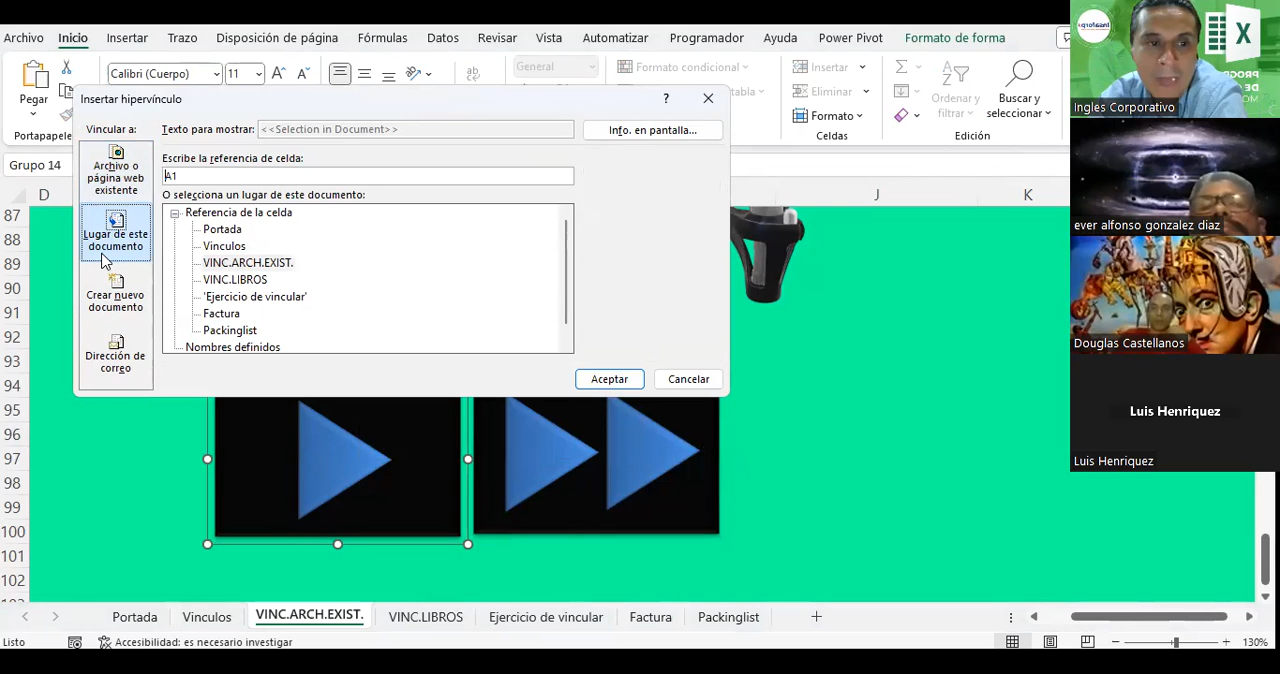 Archivo Inicio Insertar Trazo Disposición de página Fórmulas Datos Revisar Vista Automatizar Programador Ayuda Power Pivot Formato de forma
Pegar
Portapapeles
Calibri (Cuerpo) 11
General
Formato condicional
Insertar
Eliminar
Formato
Celdas
Ordenar y
filtrar
Buscar y
seleccionar
Edición
Insertar hipervínculo ?
Vincular a:
Texto para mostrar: <<Selection in Document>> Info. en pantalla...
Archivo o
página web
existente
Lugar de este
documento
Crear nuevo
documento
Dirección de
correo
Escribe la referencia de celda:
A1
O selecciona un lugar de este documento:
Referencia de la celda
Portada
Vinculos
VINC.ARCH.EXIST.
VINC.LIBROS
'Ejercicio de vincular'
Factura
Packinglist
Nombres definidos
Aceptar Cancelar
Grupo 14
D J K
87
88
89
90
91
92
93
94
95
96
97
98
99
100
101
102
Portada Vinculos VINC.ARCH.EXIST. VINC.LIBROS Ejercicio de vincular Factura Packinglist
Listo Accesibilidad: es necesario investigar 130%
X
Ingles Corporativo
ever alfonso gonzalez diaz
Douglas Castellanos
Luis Henriquez
Luis Henriquez